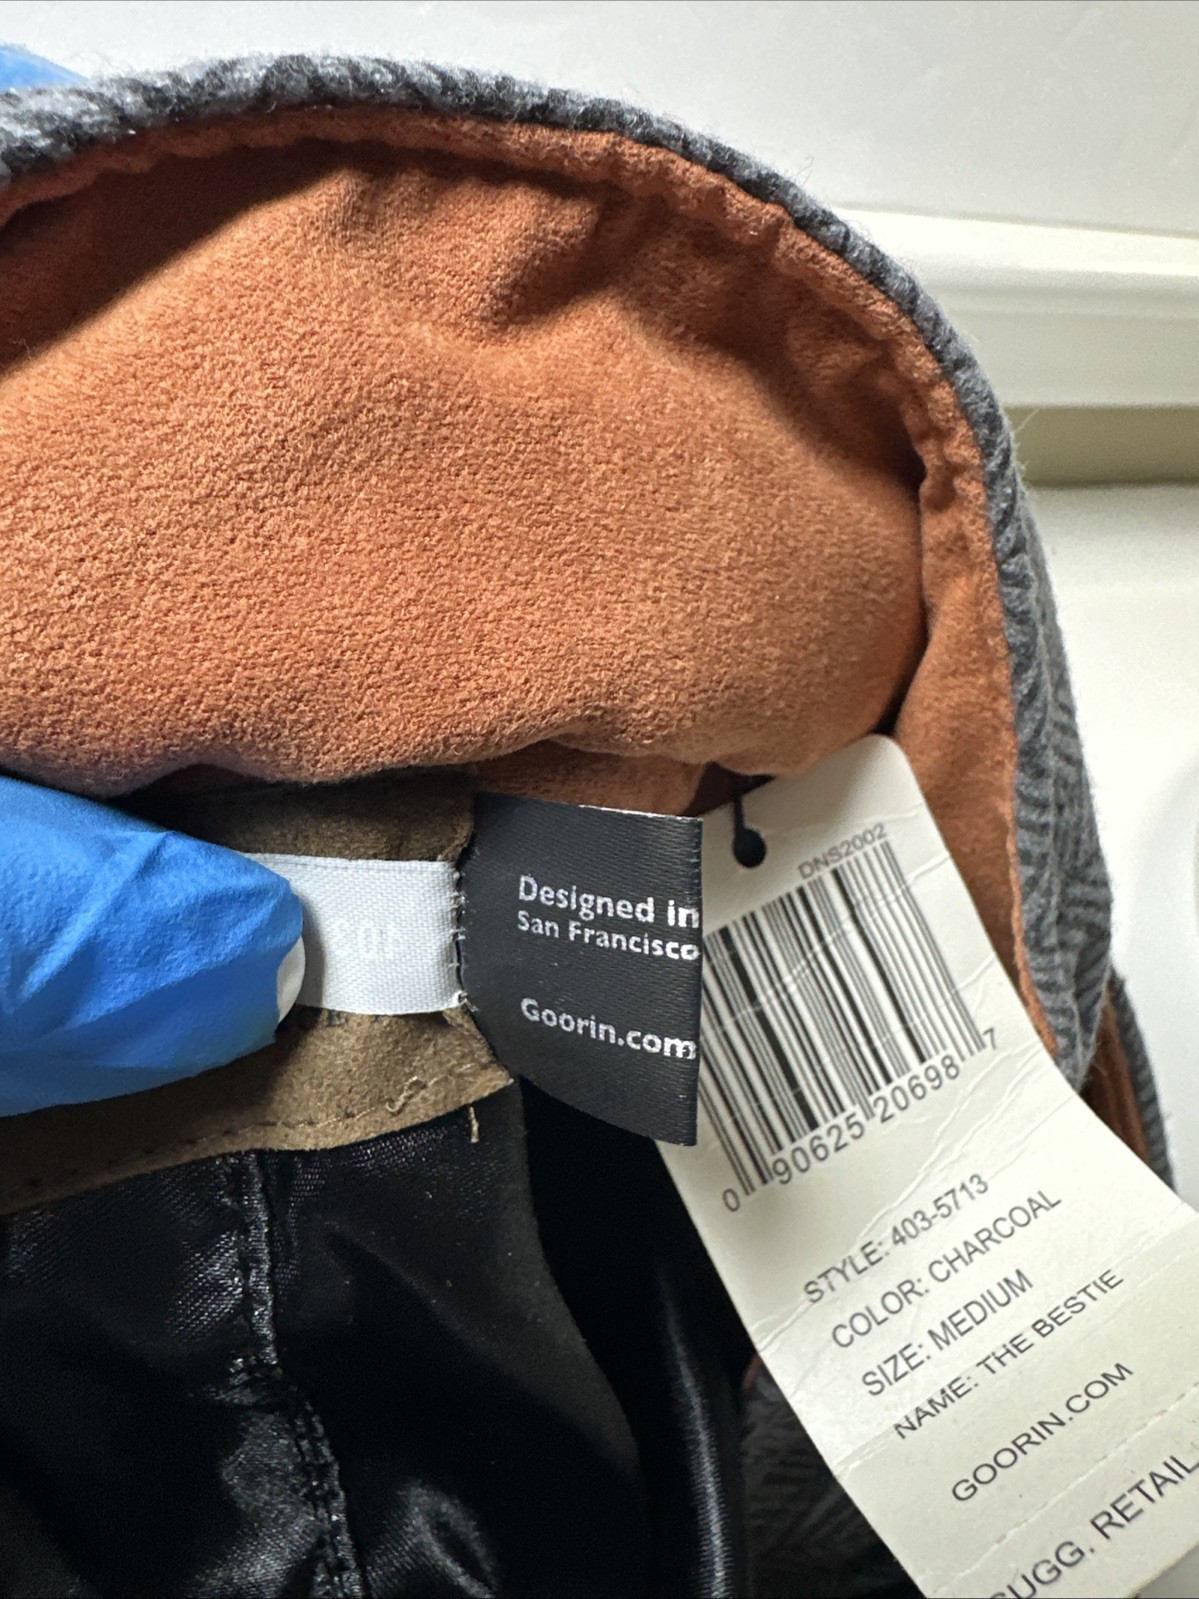 Designed in
San Francisco
Goorin.com
DNS2002
0 90625 20698 7
STYLE: 403-5713
COLOR: CHARCOAL
SIZE: MEDIUM
NAME: THE BESTIE
GOORIN.COM
SUGG. RETAIL